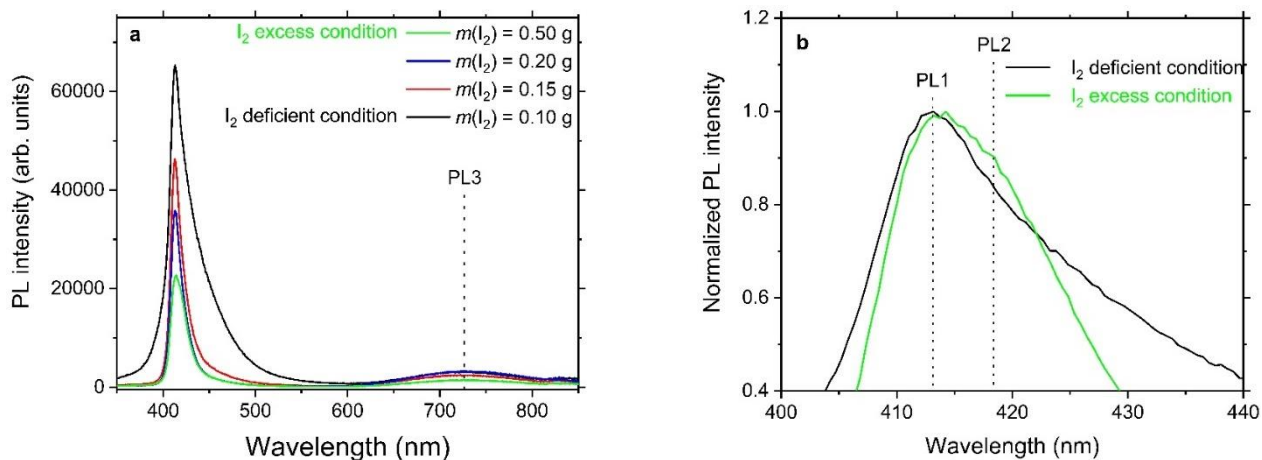 a
I₂ excess condition
m(I₂) = 0.50 g
m(I₂) = 0.20 g
m(I₂) = 0.15 g
I₂ deficient condition
m(I₂) = 0.10 g
PL3
PL intensity (arb. units)
60000
40000
20000
0
400 500 600 700 800
Wavelength (nm)
b
PL2
I₂ deficient condition
PL1
I₂ excess condition
Normalized PL intensity
1.2
1.0
0.8
0.6
0.4
400 410 420 430 440
Wavelength (nm)